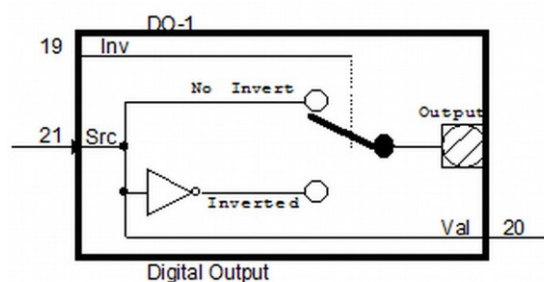 DO-1
19 Inv
No Invert
Output
21 Src
Inverted
Val 20
Digital Output